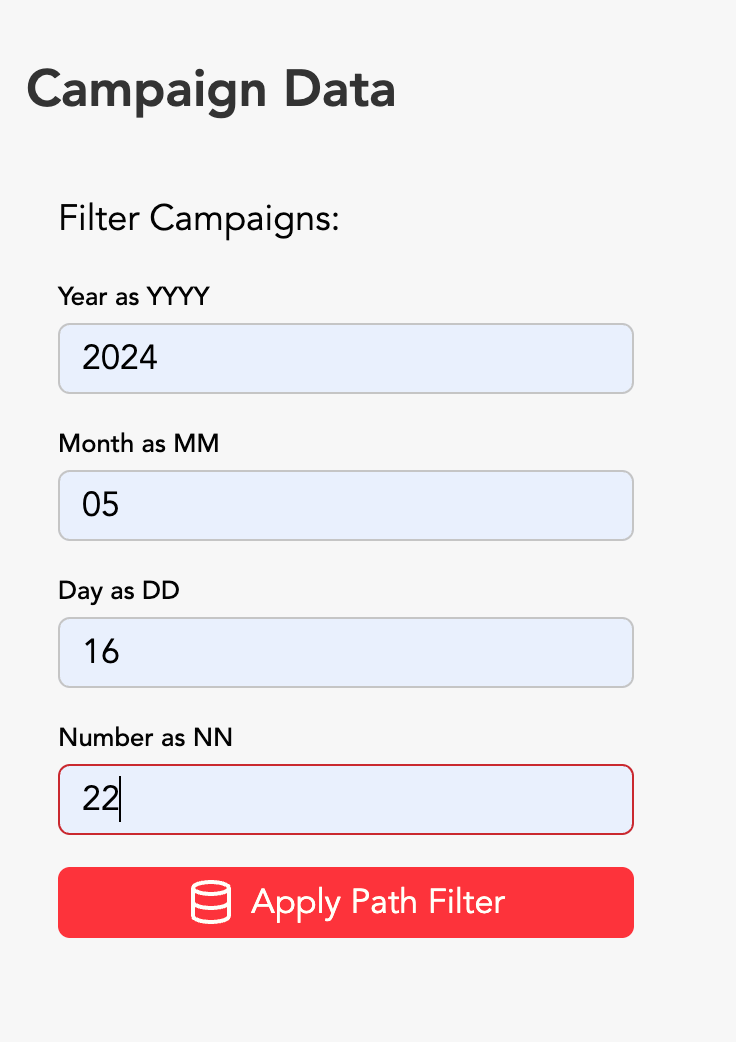 Campaign Data
Filter Campaigns:
Year as YYYY
2024
Month as MM
05
Day as DD
16
Number as NN
22
Apply Path Filter